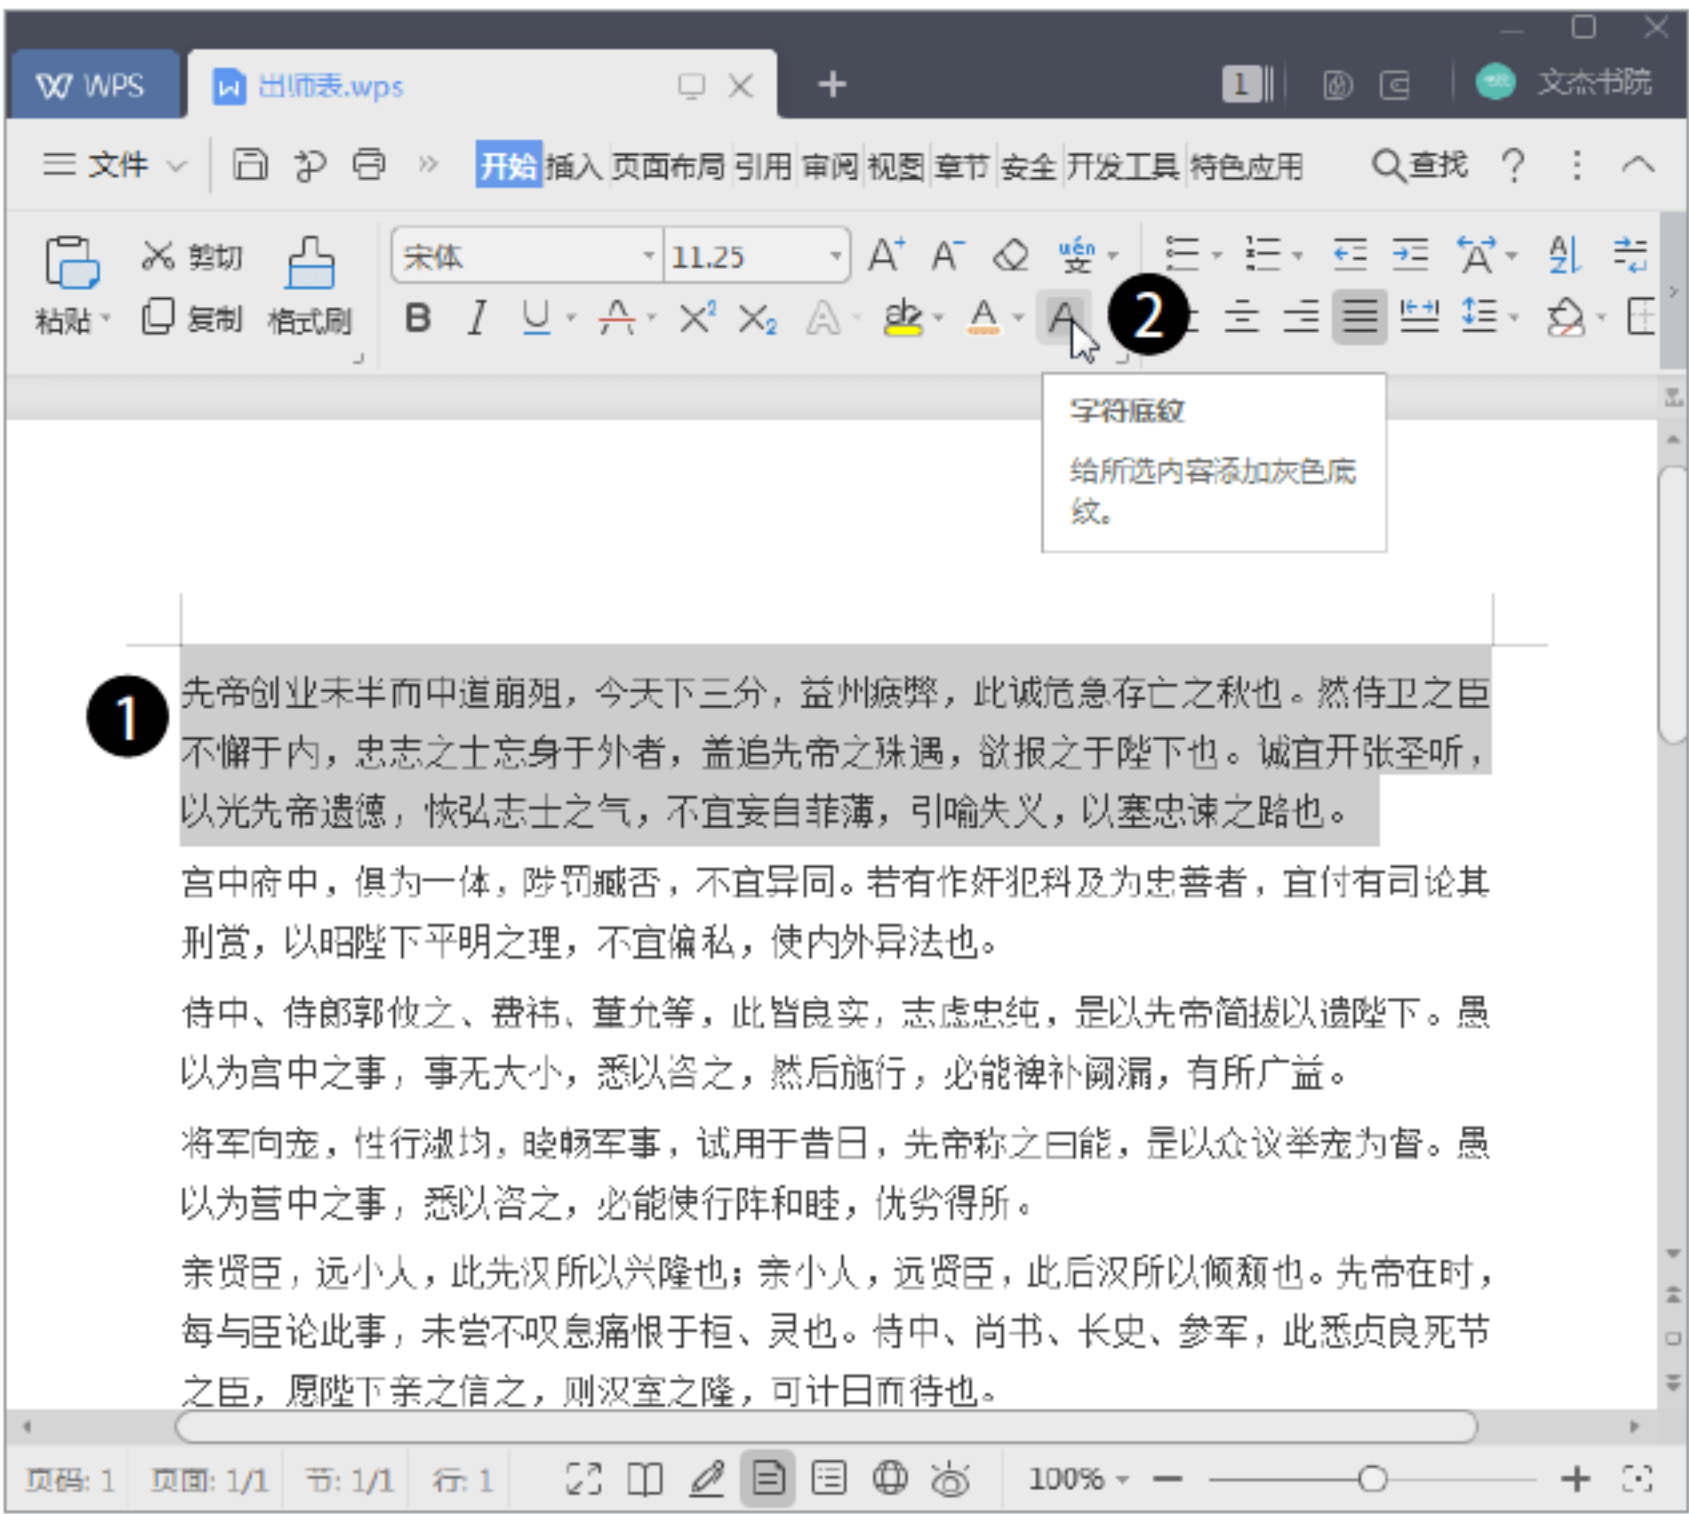 WPS 出师表.wps 1 文杰书院
文件 开始 插入 页面布局 引用 审阅 视图 章节 安全 开发工具 特色应用 查找
剪切 宋体 11.25
粘贴 复制 格式刷 2
字符底纹
给所选内容添加灰色底
纹。
1
先帝创业未半而中道崩殂，今天下三分，益州疲弊，此诚危急存亡之秋也。然侍卫之臣
不懈于内，忠志之士忘身于外者，盖追先帝之殊遇，欲报之于陛下也。诚宜开张圣听，
以光先帝遗德，恢弘志士之气，不宜妄自菲薄，引喻失义，以塞忠谏之路也。
宫中府中，俱为一体，陟罚臧否，不宜异同。若有作奸犯科及为忠善者，宜付有司论其
刑赏，以昭陛下平明之理，不宜偏私，使内外异法也。
侍中、侍郎郭攸之、费祎、董允等，此皆良实，志虑忠纯，是以先帝简拔以遗陛下。愚
以为宫中之事，事无大小，悉以咨之，然后施行，必能裨补阙漏，有所广益。
将军向宠，性行淑均，晓畅军事，试用于昔日，先帝称之曰能，是以众议举宠为督。愚
以为营中之事，悉以咨之，必能使行阵和睦，优劣得所。
亲贤臣，远小人，此先汉所以兴隆也；亲小人，远贤臣，此后汉所以倾颓也。先帝在时，
每与臣论此事，未尝不叹息痛恨于桓、灵也。侍中、尚书、长史、参军，此悉贞良死节
之臣，愿陛下亲之信之，则汉室之隆，可计日而待也。
页码: 1 页面: 1/1 节: 1/1 行: 1 100%